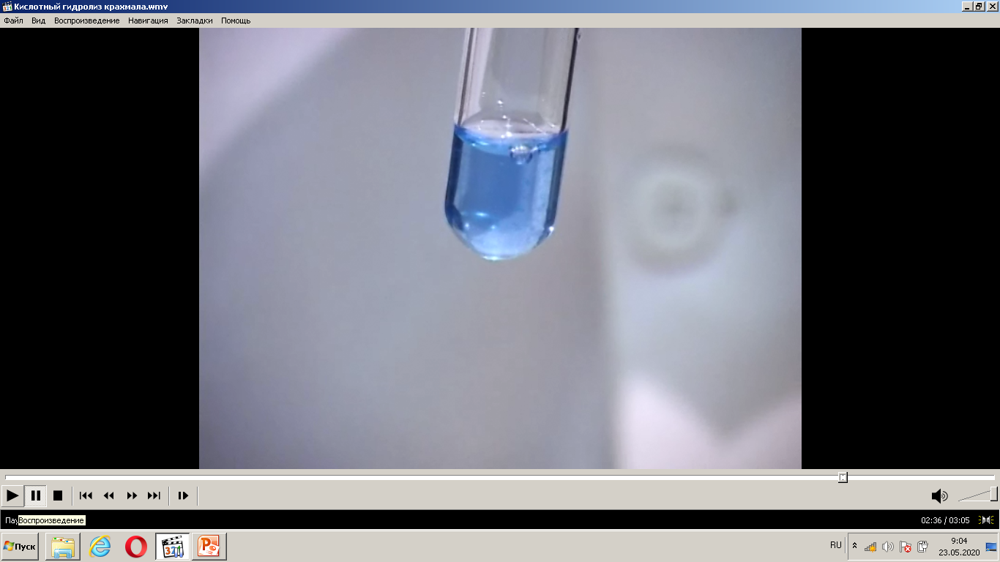 Кислотный гидролиз крахмала.wmv
Файл Вид Воспроизведение Навигация Закладки Помощь
Воспроизведение
02:36 / 03:05
Пуск
321
RU
9:04
23.05.2020